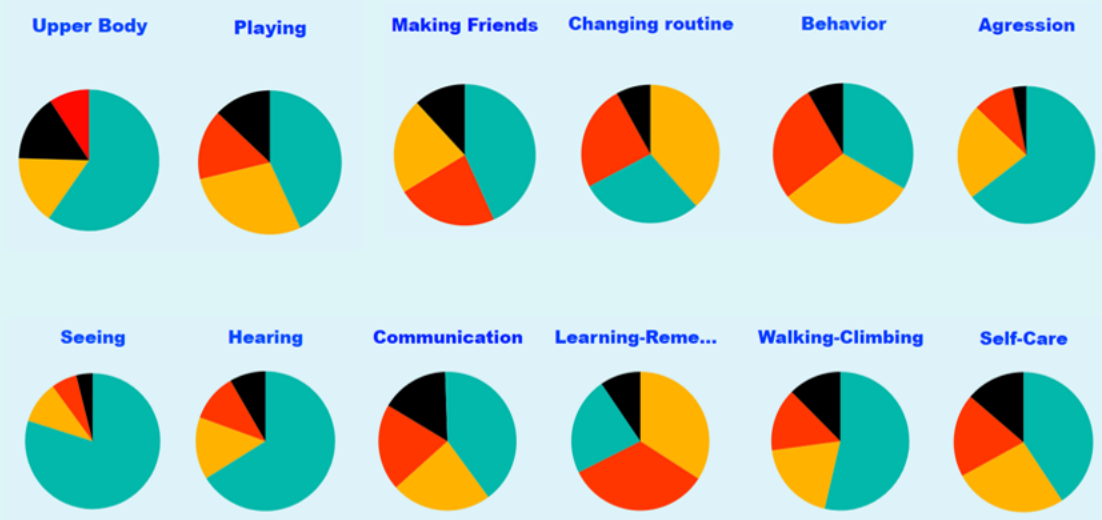 Upper Body
Playing
Making Friends
Changing routine
Behavior
Agression
Seeing
Hearing
Communication
Learning-Reme...
Walking-Climbing
Self-Care